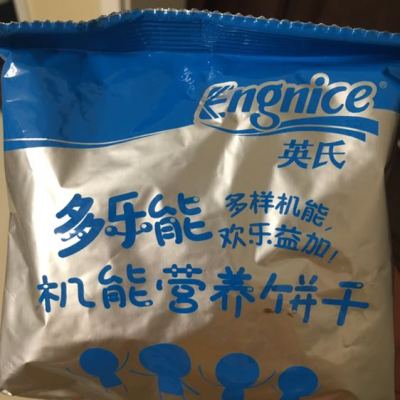 Engnice®
英氏
多乐能
多样机能,
欢乐益加!
机能营养饼干